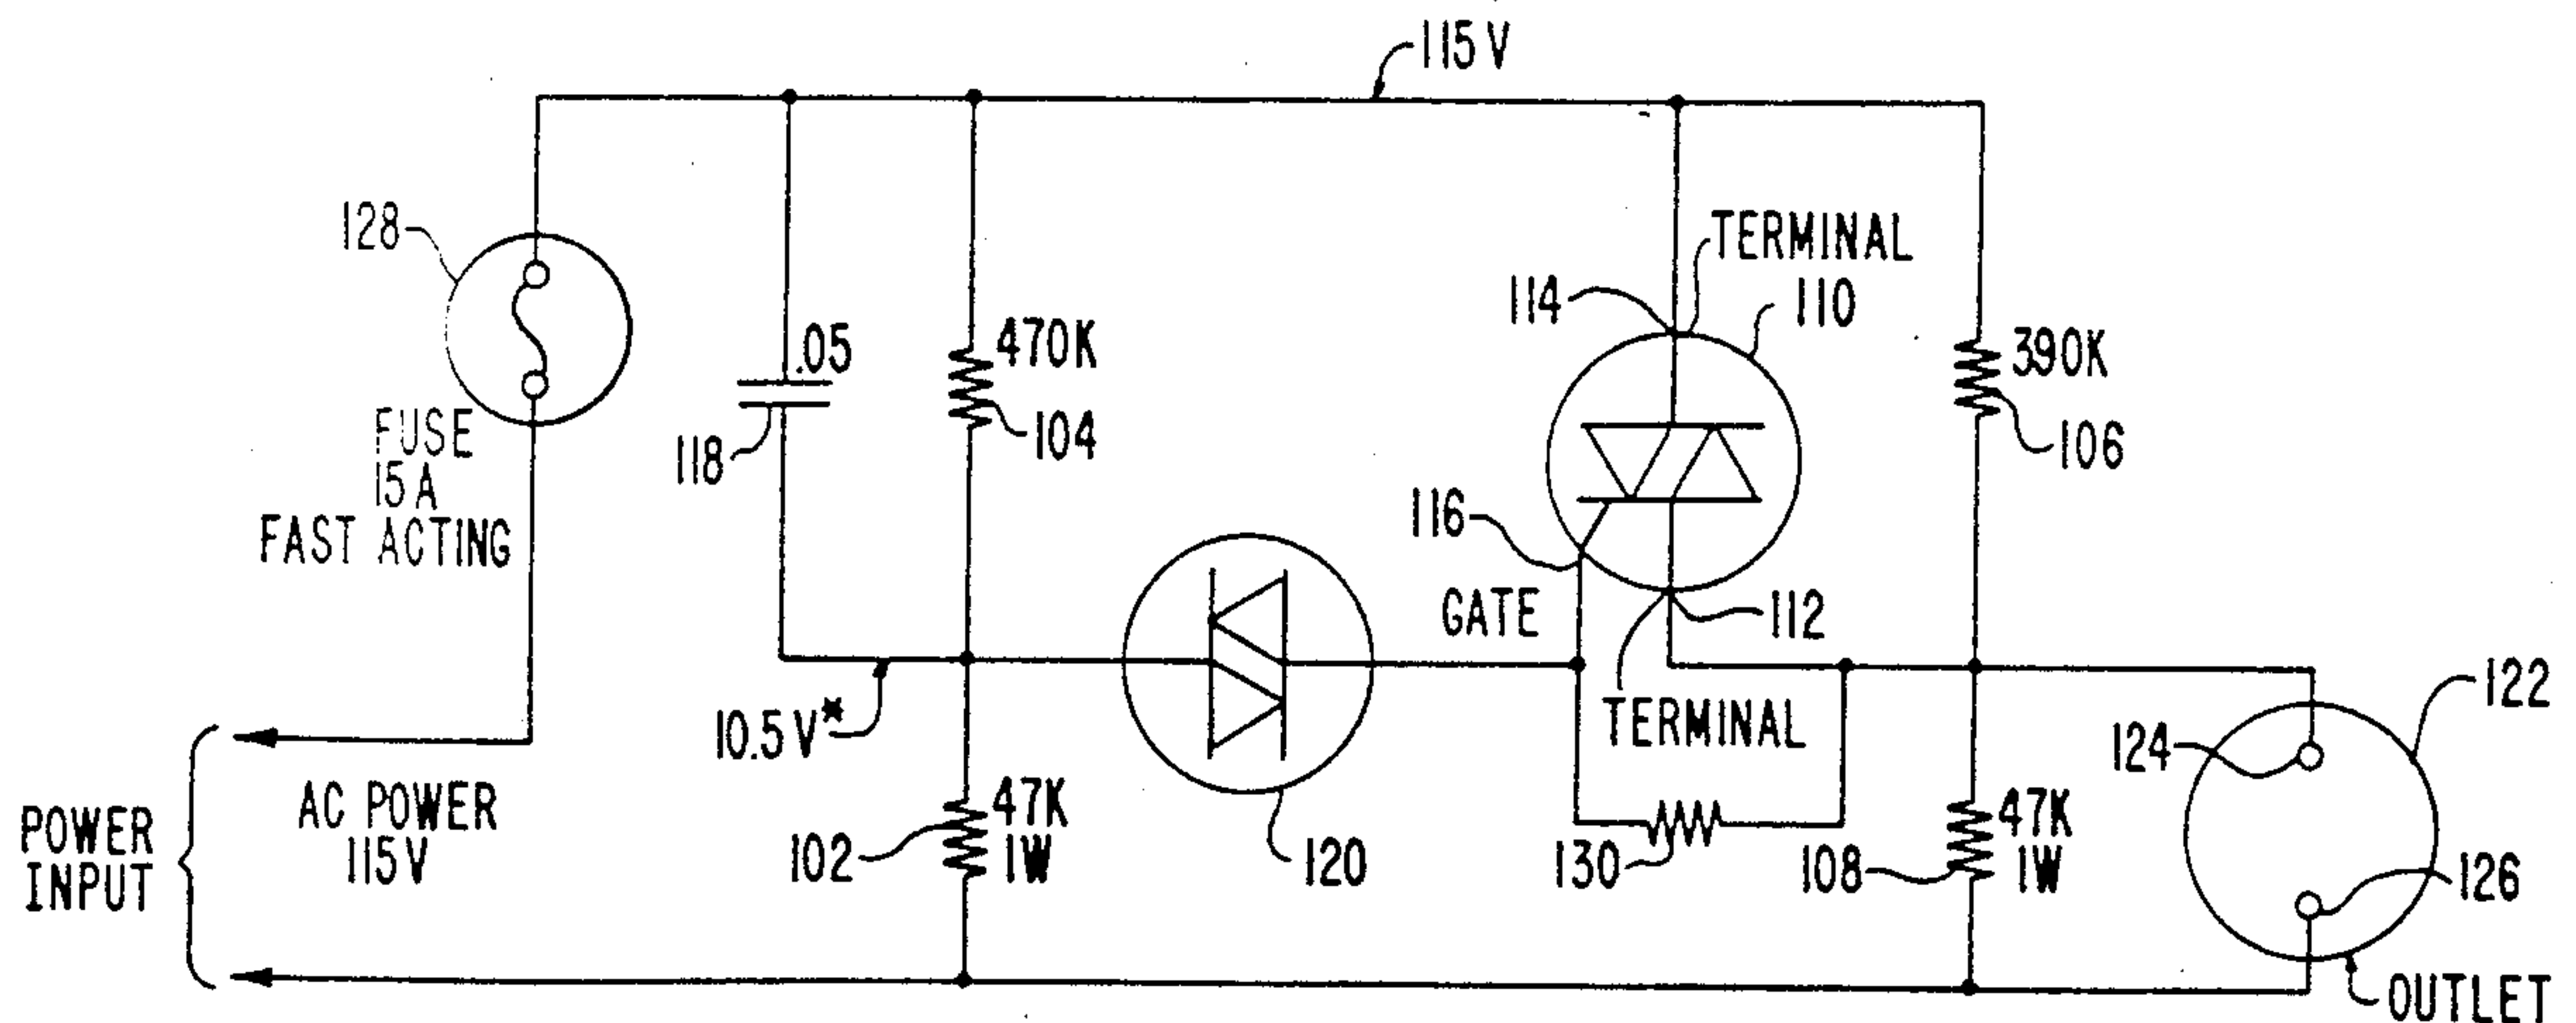 115 V
128
TERMINAL
114
110
.05
470K
390K
FUSE
15 A
FAST ACTING
118
104
106
116
GATE
112
TERMINAL
122
10.5 V*
124
POWER
INPUT
AC POWER
115V
47K
1W
102
120
130
47K
1W
108
126
OUTLET